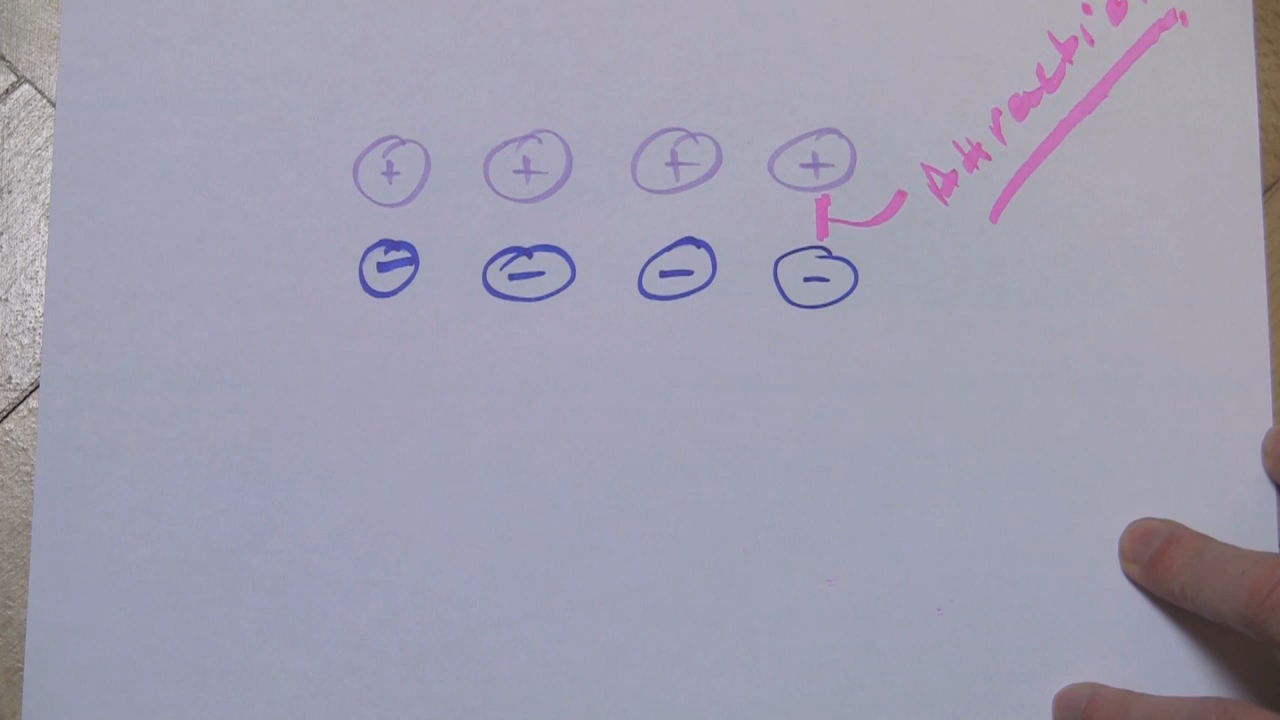 + + + +
- - - -
Attraction